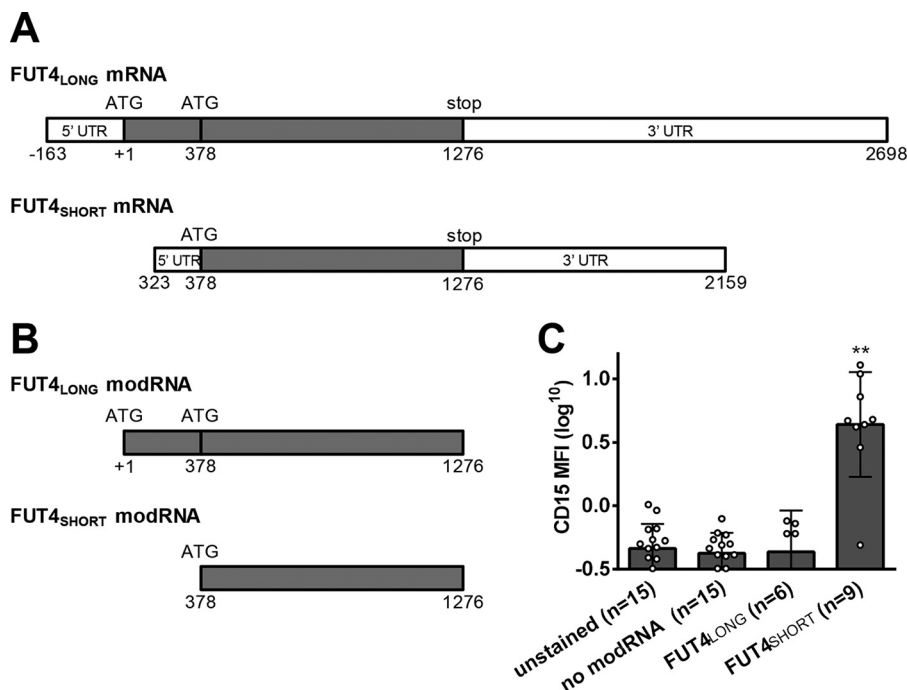 A
FUT4LONG mRNA
ATG ATG stop
5' UTR 3' UTR
-163 +1 378 1276 2698
FUT4SHORT mRNA
ATG stop
5' UTR 3' UTR
323 378 1276 2159
B
FUT4LONG modRNA
ATG ATG
+1 378 1276
FUT4SHORT modRNA
ATG
378 1276
C
**
CD15 MFI (log10)
1.0
0.5
0.0
-0.5
unstained (n=15)
no modRNA (n=15)
FUT4LONG (n=6)
FUT4SHORT (n=9)